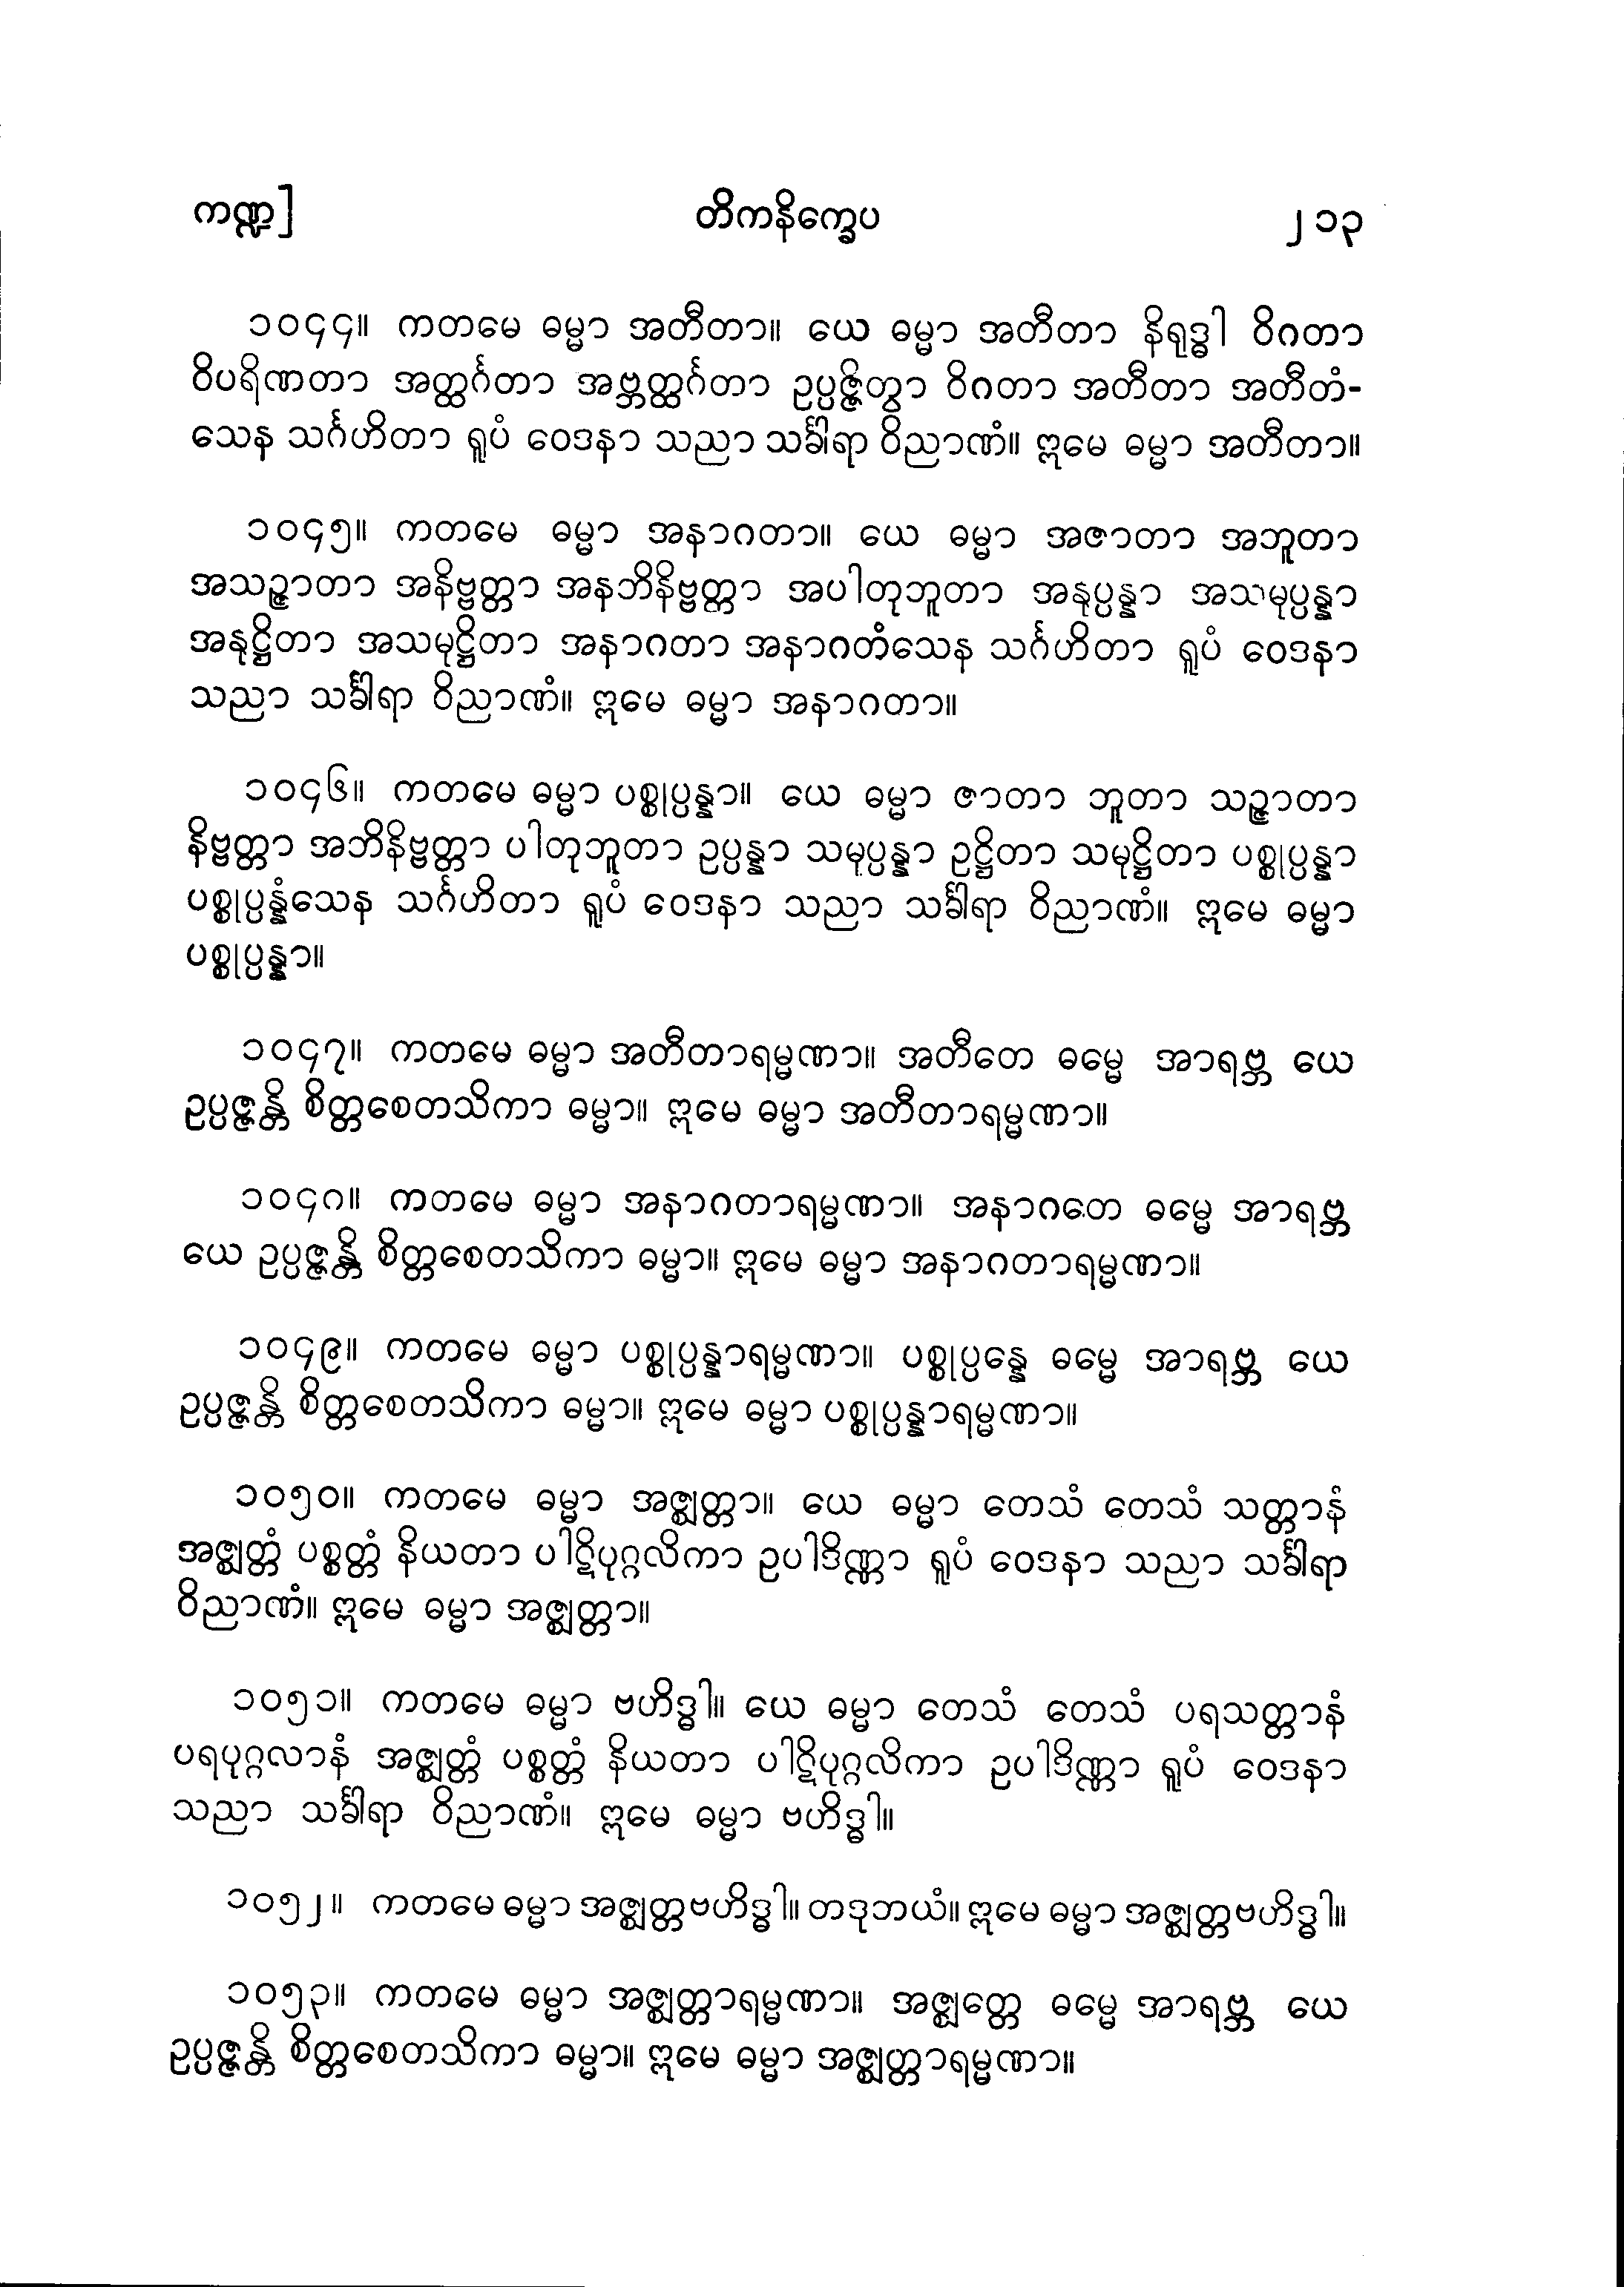 ကဏ္ဍ] တိကနိက္ခေပ ၂၁၃
၁၀၄၄။ ကတမေ ဓမ္မာ အတီတာ။ ယေ ဓမ္မာ အတီတာ နိရုဒ္ဓါ ဝိဂတာ
ဝိပရိဏတာ အတ္ထင်္ဂတာ အဗ္ဘတ္ထင်္ဂတာ ဥပ္ပဇ္ဇိတွာ ဝိဂတာ အတီတာ အတီတံ-
သေန သင်္ဂဟိတာ ရူပံ ဝေဒနာ သညာ သင်္ခါရာ ဝိညာဏံ။ ဣမေ ဓမ္မာ အတီတာ။
၁၀၄၅။ ကတမေ ဓမ္မာ အနာဂတာ။ ယေ ဓမ္မာ အဇာတာ အဘူတာ
အသဉ္ဇာတာ အနိဗ္ဗတ္တာ အနဘိနိဗ္ဗတ္တာ အပါတုဘူတာ အနုပ္ပန္နာ အသမုပ္ပန္နာ
အနုဋ္ဌိတာ အသမုဋ္ဌိတာ အနာဂတာ အနာဂတံသေန သင်္ဂဟိတာ ရူပံ ဝေဒနာ
သညာ သင်္ခါရာ ဝိညာဏံ။ ဣမေ ဓမ္မာ အနာဂတာ။
၁၀၄၆။ ကတမေ ဓမ္မာ ပစ္စုပ္ပန္နာ။ ယေ ဓမ္မာ ဇာတာ ဘူတာ သဉ္ဇာတာ
နိဗ္ဗတ္တာ အဘိနိဗ္ဗတ္တာ ပါတုဘူတာ ဥပ္ပန္နာ သမုပ္ပန္နာ ဥဋ္ဌိတာ သမုဋ္ဌိတာ ပစ္စုပ္ပန္နာ
ပစ္စုပ္ပန္နံသေန သင်္ဂဟိတာ ရူပံ ဝေဒနာ သညာ သင်္ခါရာ ဝိညာဏံ။ ဣမေ ဓမ္မာ
ပစ္စုပ္ပန္နာ။
၁၀၄၇။ ကတမေ ဓမ္မာ အတီတာရမ္မဏာ။ အတီတေ ဓမ္မေ အာရဗ္ဘ ယေ
ဥပ္ပဇ္ဇန္တိ စိတ္တစေတသိကာ ဓမ္မာ။ ဣမေ ဓမ္မာ အတီတာရမ္မဏာ။
၁၀၄၈။ ကတမေ ဓမ္မာ အနာဂတာရမ္မဏာ။ အနာဂတေ ဓမ္မေ အာရဗ္ဘ
ယေ ဥပ္ပဇ္ဇန္တိ စိတ္တစေတသိကာ ဓမ္မာ။ ဣမေ ဓမ္မာ အနာဂတာရမ္မဏာ။
၁၀၄၉။ ကတမေ ဓမ္မာ ပစ္စုပ္ပန္နာရမ္မဏာ။ ပစ္စုပ္ပန္နေ ဓမ္မေ အာရဗ္ဘ ယေ
ဥပ္ပဇ္ဇန္တိ စိတ္တစေတသိကာ ဓမ္မာ။ ဣမေ ဓမ္မာ ပစ္စုပ္ပန္နာရမ္မဏာ။
၁၀၅၀။ ကတမေ ဓမ္မာ အဇ္ဈတ္တာ။ ယေ ဓမ္မာ တေသံ တေသံ သတ္တာနံ
အဇ္ဈတ္တံ ပစ္စတ္တံ နိယတာ ပါဋိပုဂ္ဂလိကာ ဥပါဒိဏ္ဏာ ရူပံ ဝေဒနာ သညာ သင်္ခါရာ
ဝိညာဏံ။ ဣမေ ဓမ္မာ အဇ္ဈတ္တာ။
၁၀၅၁။ ကတမေ ဓမ္မာ ဗဟိဒ္ဓါ။ ယေ ဓမ္မာ တေသံ တေသံ ပရသတ္တာနံ
ပရပုဂ္ဂလာနံ အဇ္ဈတ္တံ ပစ္စတ္တံ နိယတာ ပါဋိပုဂ္ဂလိကာ ဥပါဒိဏ္ဏာ ရူပံ ဝေဒနာ
သညာ သင်္ခါရာ ဝိညာဏံ။ ဣမေ ဓမ္မာ ဗဟိဒ္ဓါ။
၁၀၅၂။ ကတမေ ဓမ္မာ အဇ္ဈတ္တဗဟိဒ္ဓါ။ တဒုဘယံ။ ဣမေ ဓမ္မာ အဇ္ဈတ္တဗဟိဒ္ဓါ။
၁၀၅၃။ ကတမေ ဓမ္မာ အဇ္ဈတ္တာရမ္မဏာ။ အဇ္ဈတ္တေ ဓမ္မေ အာရဗ္ဘ ယေ
ဥပ္ပဇ္ဇန္တိ စိတ္တစေတသိကာ ဓမ္မာ။ ဣမေ ဓမ္မာ အဇ္ဈတ္တာရမ္မဏာ။